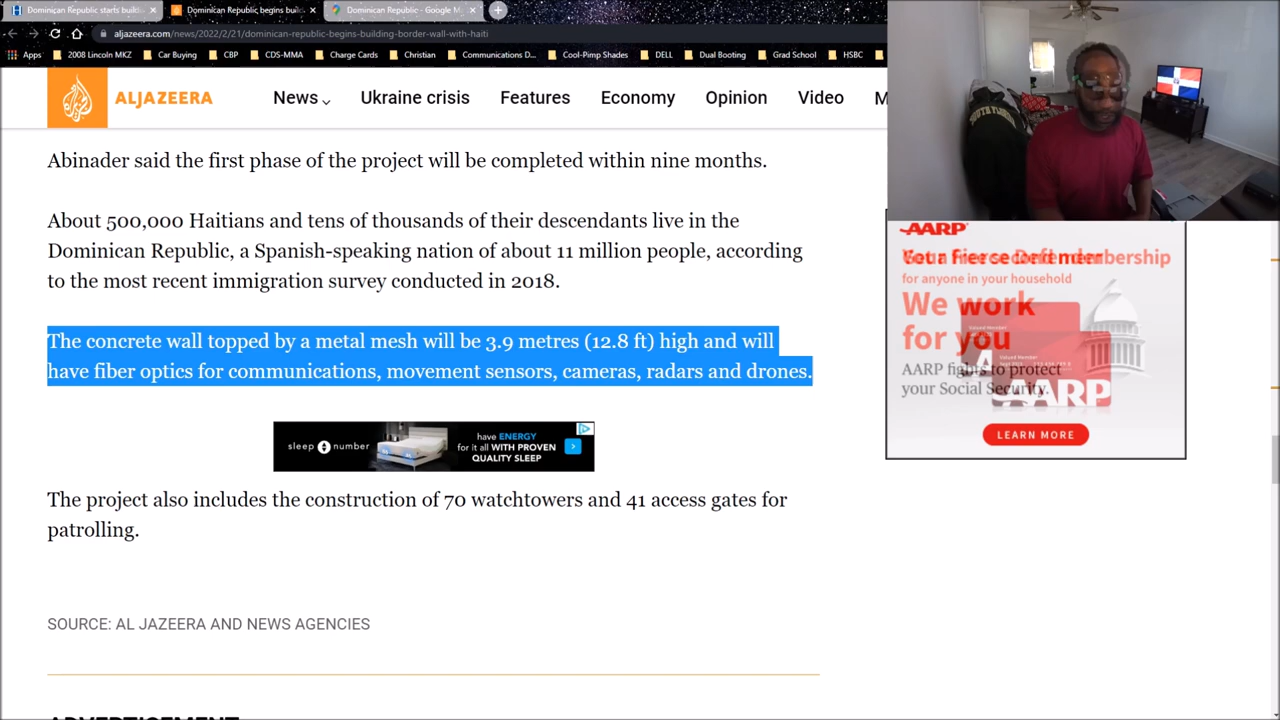 Dominican Republic starts build
Dominican Republic begins buil
Dominican Republic - Google M
aljazeera.com/news/2022/2/21/dominican-republic-begins-building-border-wall-with-haiti
Apps 2008 Lincoln MKZ Car Buying CBP CDS-MMA Charge Cards Christian Communications D... Cool-Pimp Shades DELL Dual Booting Grad School HSBC
ALJAZEERA News Ukraine crisis Features Economy Opinion Video M
Abinader said the first phase of the project will be completed within nine months.
About 500,000 Haitians and tens of thousands of their descendants live in the
Dominican Republic, a Spanish-speaking nation of about 11 million people, according
to the most recent immigration survey conducted in 2018.
The concrete wall topped by a metal mesh will be 3.9 metres (12.8 ft) high and will
have fiber optics for communications, movement sensors, cameras, radars and drones.
sleep number
have ENERGY
for it all WITH PROVEN
QUALITY SLEEP
The project also includes the construction of 70 watchtowers and 41 access gates for
patrolling.
SOURCE: AL JAZEERA AND NEWS AGENCIES
ADVERTISEMENT
SOUTH FLORIDA
AARP
for anyone in your household
We work
for you
AARP fights to protect
your Social Security.
AARP
LEARN MORE